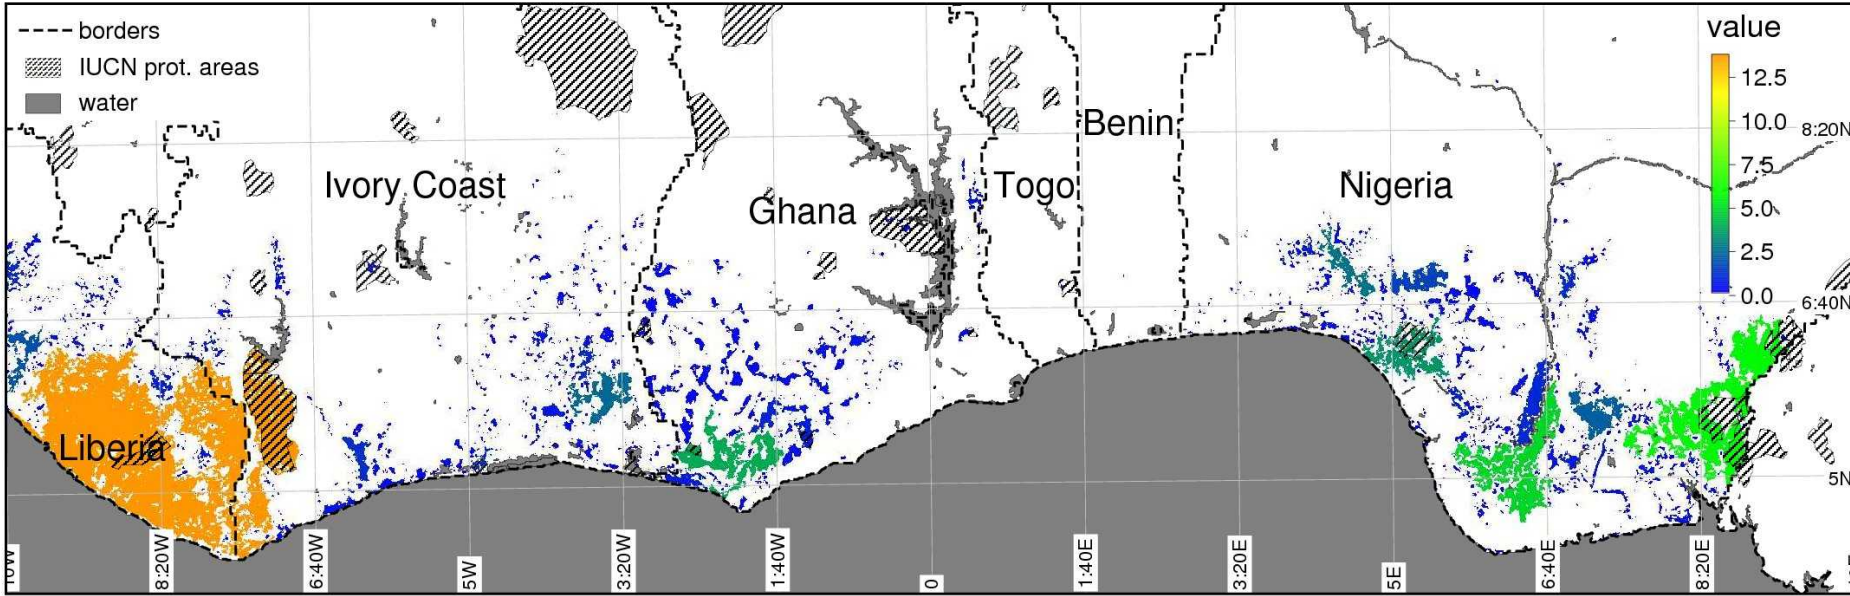 value
borders
IUCN prot. areas
water
12.5
10.0
7.5
5.0
2.5
0.0
8:20N
6:40N
5N
Benin
Ivory Coast
Togo
Nigeria
Ghana
Liberia
10W
8:20W
6:40W
5W
3:20W
1:40W
0
1:40E
3:20E
5E
6:40E
8:20E